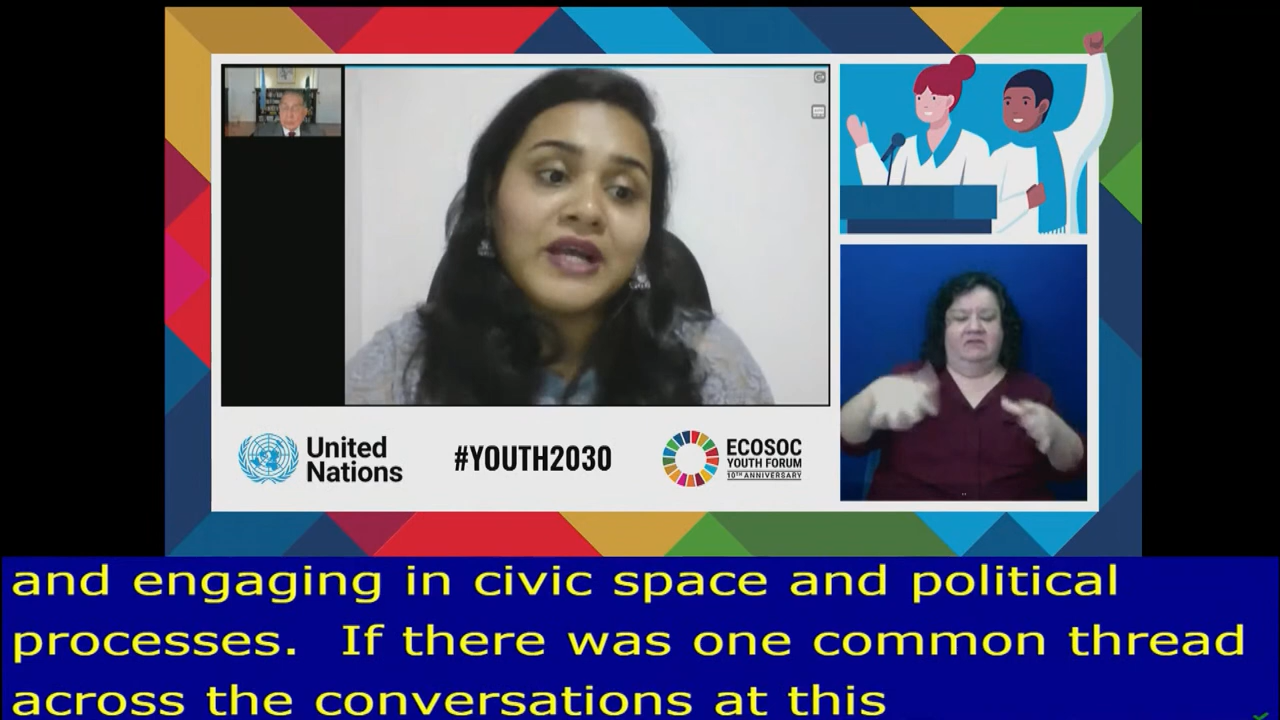 United
Nations
#YOUTH2030
ECOSOC
YOUTH FORUM
10TH ANNIVERSARY
and engaging in civic space and political
processes.  If there was one common thread
across the conversations at this